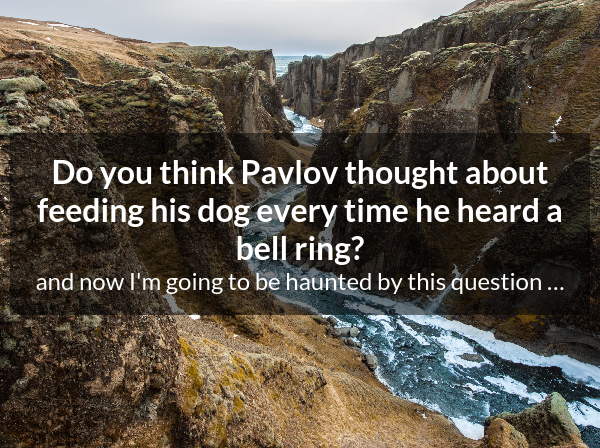 Do you think Pavlov thought about
feeding his dog every time he heard a
bell ring?
and now I'm going to be haunted by this question ...